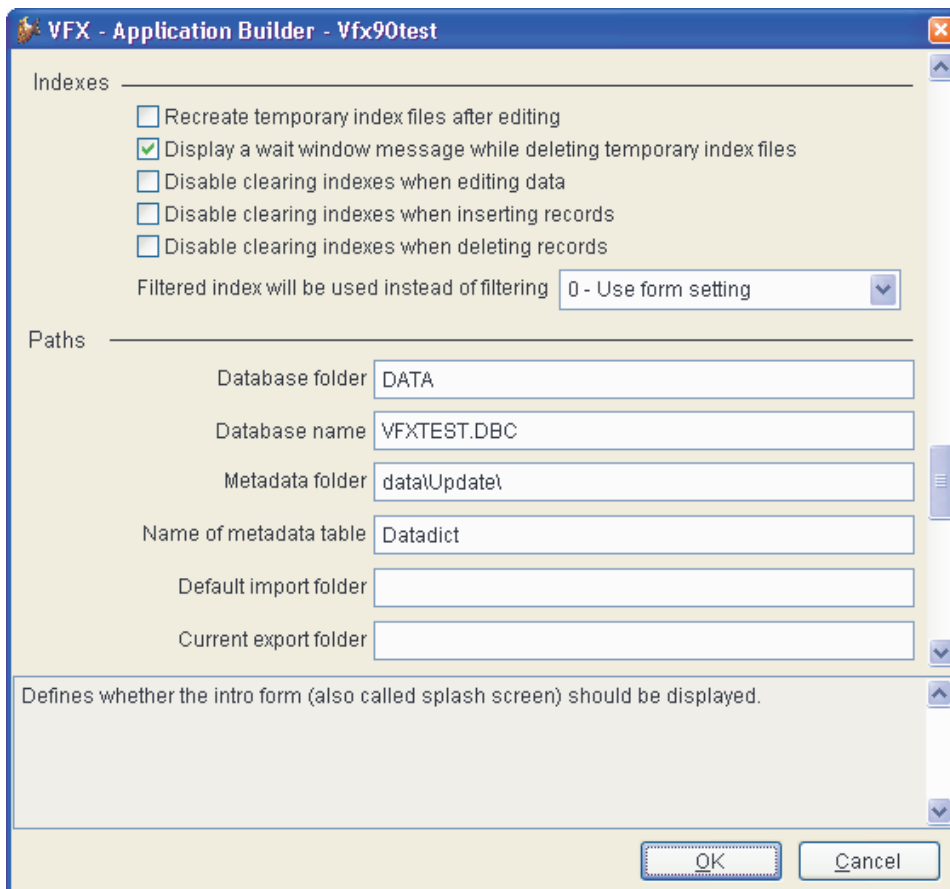 VFX - Application Builder - Vfx90test
Indexes
Recreate temporary index files after editing
Display a wait window message while deleting temporary index files
Disable clearing indexes when editing data
Disable clearing indexes when inserting records
Disable clearing indexes when deleting records
Filtered index will be used instead of filtering 0 - Use form setting
Paths
Database folder DATA
Database name VFXTEST.DBC
Metadata folder data\Update\
Name of metadata table Datadict
Default import folder
Current export folder
Defines whether the intro form (also called splash screen) should be displayed.
OK Cancel